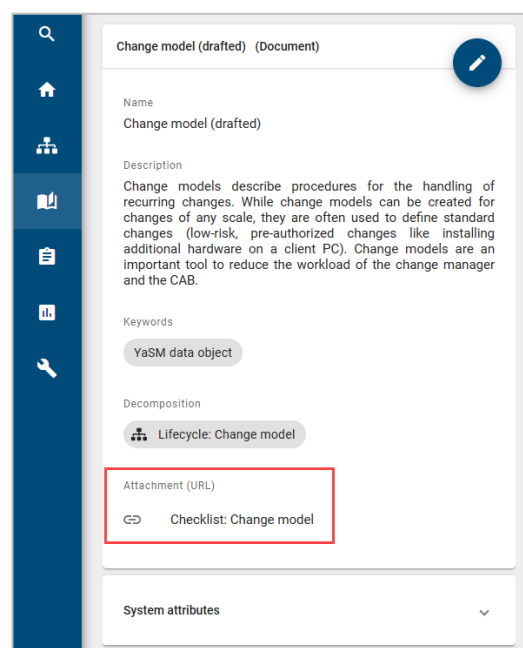 Change model (drafted) (Document)
Name
Change model (drafted)
Description
Change models describe procedures for the handling of
recurring changes. While change models can be created for
changes of any scale, they are often used to define standard
changes (low-risk, pre-authorized changes like installing
additional hardware on a client PC). Change models are an
important tool to reduce the workload of the change manager
and the CAB.
Keywords
YaSM data object
Decomposition
Lifecycle: Change model
Attachment (URL)
Checklist: Change model
System attributes